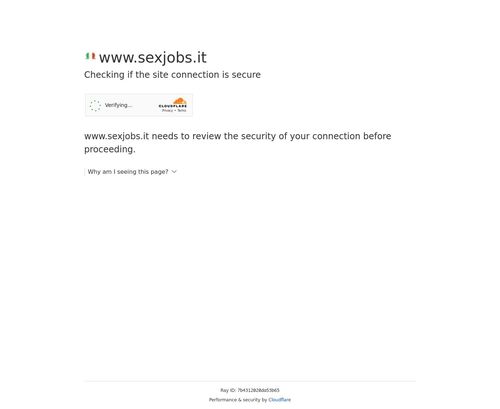 www.sexjobs.it
Checking if the site connection is secure
Verifying...
CLOUDFLARE
Privacy • Terms
www.sexjobs.it needs to review the security of your connection before
proceeding.
Why am I seeing this page?
Ray ID: 7b4312020dd53b65
Performance & security by Cloudflare